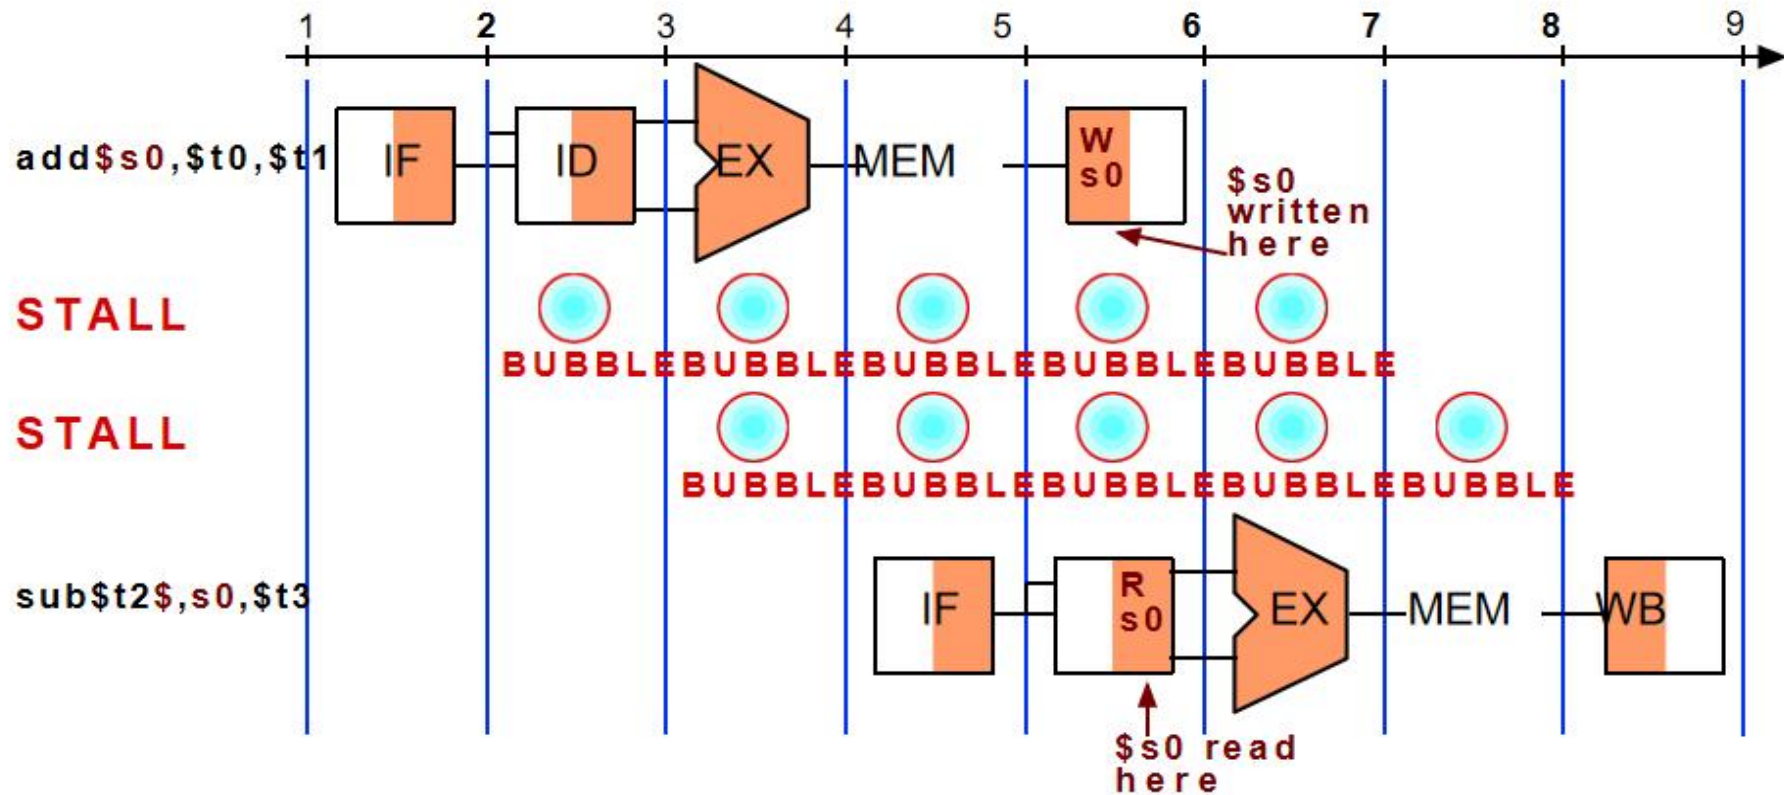 1 2 3 4 5 6 7 8 9
add$s0,$t0,$t1 IF ID EX MEM W
s0
$s0
written
here
STALL
BUBBLE BUBBLE BUBBLE BUBBLE BUBBLE
STALL
BUBBLE BUBBLE BUBBLE BUBBLE BUBBLE
sub$t2$,s0,$t3 IF R
s0
EX MEM WB
$s0 read
here